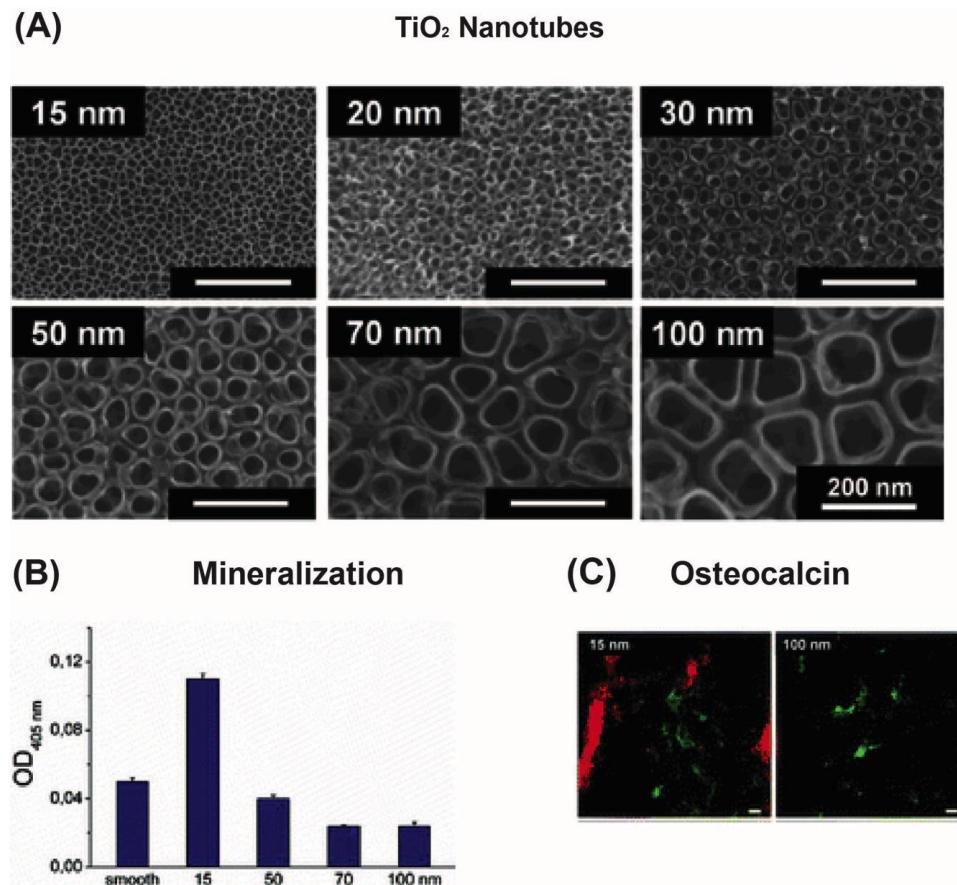 (A) TiO₂ Nanotubes
15 nm 20 nm 30 nm
50 nm 70 nm 100 nm
200 nm
(B) Mineralization (C) Osteocalcin
15 nm 100 nm
0,12
0,08
0,04
0,00
OD405 nm
smooth 15 50 70 100 nm